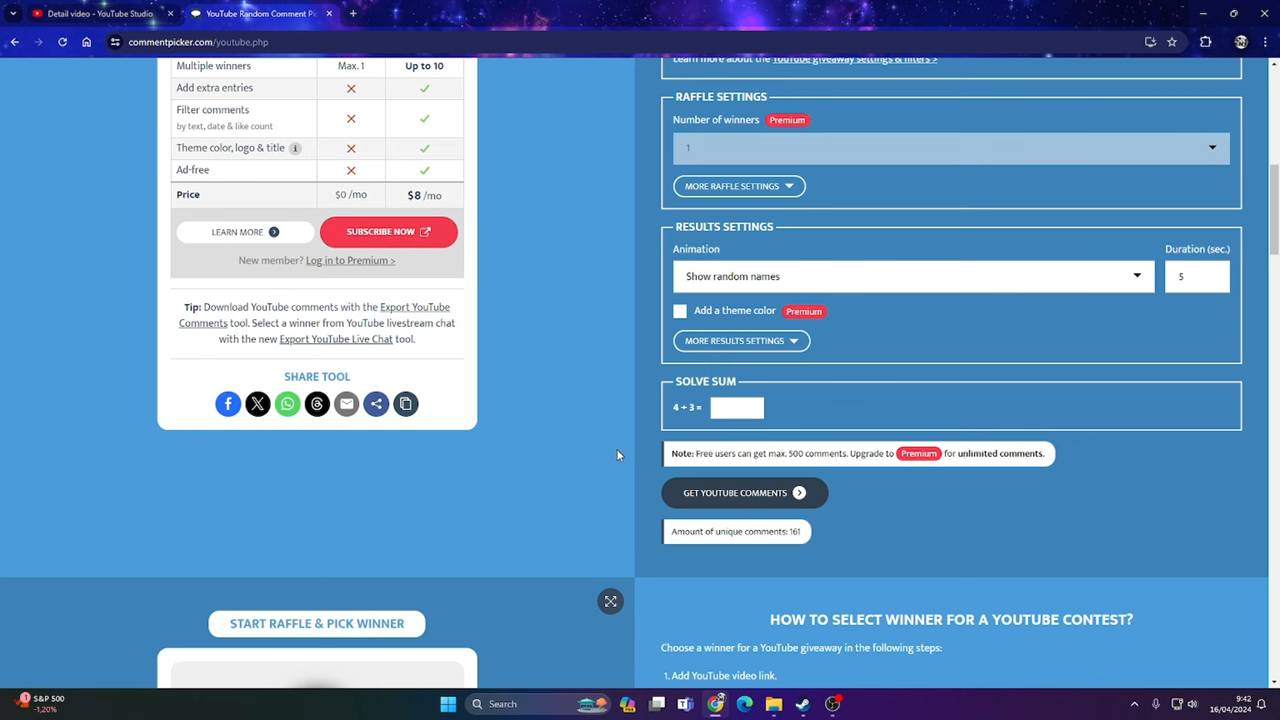 Detail video - YouTube Studio
YouTube Random Comment Pi
commentpicker.com/youtube.php
Multiple winners Max. 1 Up to 10
Add extra entries
Filter comments
by text, date & like count
Theme color, logo & title
Ad-free
Price $0 /mo $8 /mo
LEARN MORE SUBSCRIBE NOW
New member? Log in to Premium >
Tip: Download YouTube comments with the Export YouTube
Comments tool. Select a winner from YouTube livestream chat
with the new Export YouTube Live Chat tool.
SHARE TOOL
START RAFFLE & PICK WINNER
Learn more about the YouTube giveaway settings & filters >
RAFFLE SETTINGS
Number of winners Premium
1
MORE RAFFLE SETTINGS
RESULTS SETTINGS
Animation Duration (sec.)
Show random names 5
Add a theme color Premium
MORE RESULTS SETTINGS
SOLVE SUM
4 + 3 =
Note: Free users can get max. 500 comments. Upgrade to Premium for unlimited comments.
GET YOUTUBE COMMENTS
Amount of unique comments: 161
HOW TO SELECT WINNER FOR A YOUTUBE CONTEST?
Choose a winner for a YouTube giveaway in the following steps:
1. Add YouTube video link.
S&P 500
-1,20%
Search
9:42
16/04/2024